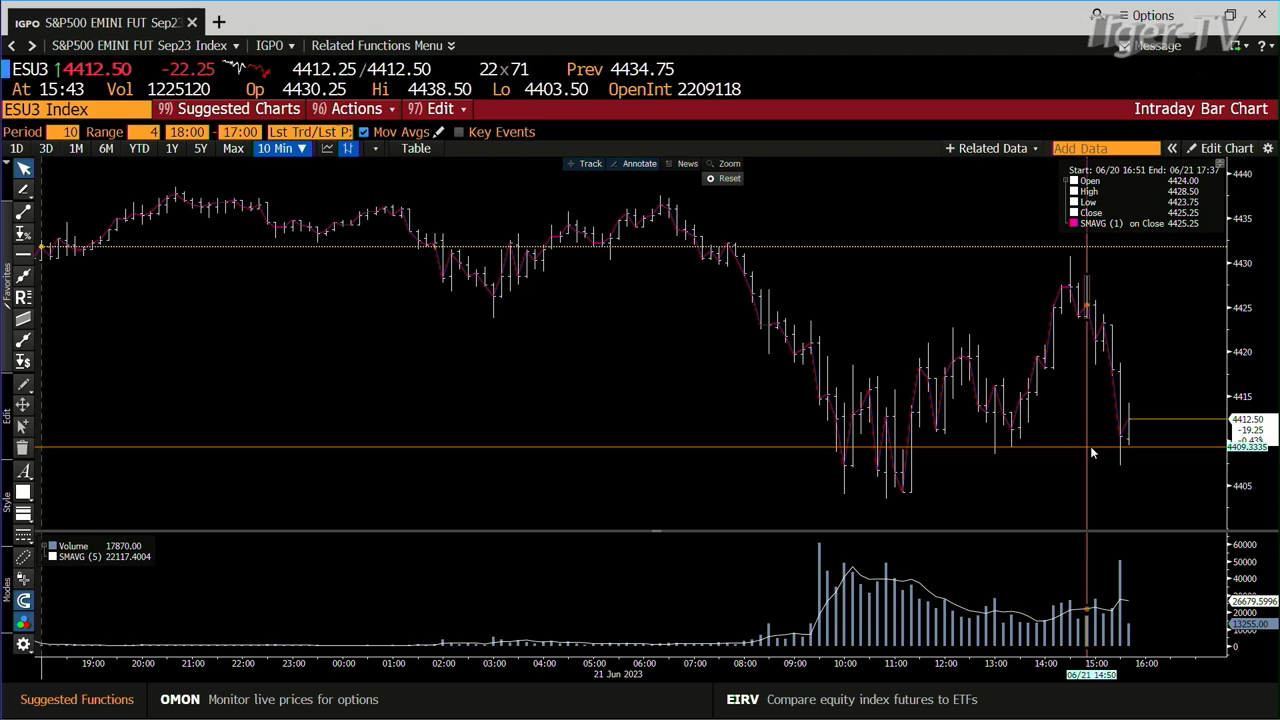 IGPO S&P500 EMINI FUT Sep23
Options
Tiger-TV
S&P500 EMINI FUT Sep23 Index IGPO Related Functions Menu Message
ESU3 ↑4412.50 -22.25 4412.25/4412.50 22x71 Prev 4434.75
At 15:43 Vol 1225120 Op 4430.25 Hi 4438.50 Lo 4403.50 OpenInt 2209118
ESU3 Index 99) Suggested Charts 96) Actions 97) Edit Intraday Bar Chart
Period 10 Range 4 18:00 - 17:00 Lst Trd/Lst P Mov Avgs Key Events
1D 3D 1M 6M YTD 1Y 5Y Max 10 Min ▼ Table + Related Data Add Data « Edit Chart
Track Annotate News Zoom
Reset
Start: 06/20 16:51 End: 06/21 17:37
Open 4424.00
High 4428.50
Low 4423.75
Close 4425.25
SMAVG (1) on Close 4425.25
4440
4435
4430
4425
4420
4415
4412.50
-19.25
-0.43%
4409.3335
4405
Favorites
Edit
Style
Modes
Volume 17870.00
SMAVG (5) 22117.4004
60000
50000
40000
26679.5996
20000
13255.00
10000
0
19:00 20:00 21:00 22:00 23:00 00:00 01:00 02:00 03:00 04:00 05:00 06:00 07:00 08:00 09:00 10:00 11:00 12:00 13:00 14:00 15:00 16:00
21 Jun 2023
06/21 14:50
Suggested Functions OMON Monitor live prices for options EIRV Compare equity index futures to ETFs